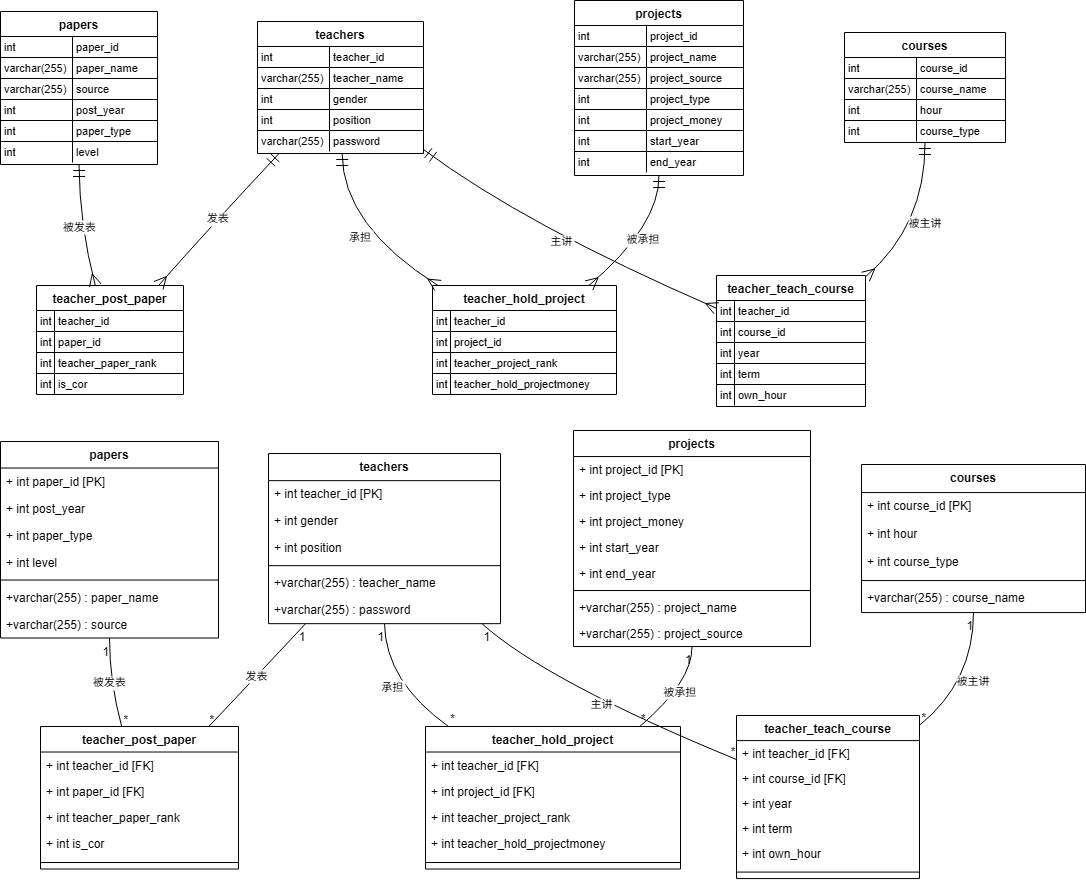 papers
int paper_id
varchar(255) paper_name
varchar(255) source
int post_year
int paper_type
int level
teachers
int teacher_id
varchar(255) teacher_name
int gender
int position
varchar(255) password
projects
int project_id
varchar(255) project_name
varchar(255) project_source
int project_type
int project_money
int start_year
int end_year
courses
int course_id
varchar(255) course_name
int hour
int course_type
被发表
发表
承担
主讲
被承担
被主讲
teacher_post_paper
int teacher_id
int paper_id
int teacher_paper_rank
int is_cor
teacher_hold_project
int teacher_id
int project_id
int teacher_project_rank
int teacher_hold_projectmoney
teacher_teach_course
int teacher_id
int course_id
int year
int term
int own_hour
papers
+ int paper_id [PK]
+ int post_year
+ int paper_type
+ int level
+varchar(255) : paper_name
+varchar(255) : source
teachers
+ int teacher_id [PK]
+ int gender
+ int position
+varchar(255) : teacher_name
+varchar(255) : password
projects
+ int project_id [PK]
+ int project_type
+ int project_money
+ int start_year
+ int end_year
+varchar(255) : project_name
+varchar(255) : project_source
courses
+ int course_id [PK]
+ int hour
+ int course_type
+varchar(255) : course_name
1
1
1
1
1
1
被发表
发表
承担
主讲
被承担
被主讲
*
*
*
*
*
*
teacher_post_paper
+ int teacher_id [FK]
+ int paper_id [FK]
+ int teacher_paper_rank
+ int is_cor
teacher_hold_project
+ int teacher_id [FK]
+ int project_id [FK]
+ int teacher_project_rank
+ int teacher_hold_projectmoney
teacher_teach_course
+ int teacher_id [FK]
+ int course_id [FK]
+ int year
+ int term
+ int own_hour